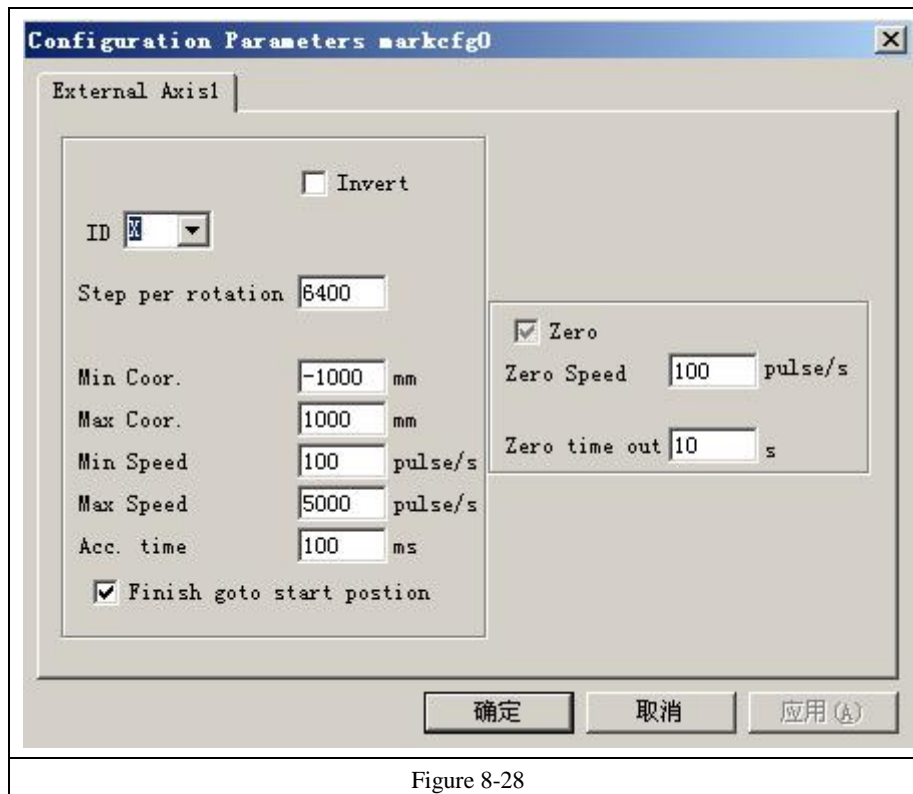 Configuration Parameters markcfg0
External Axis1
Invert
ID X
Step per rotation 6400
Min Coor. -1000 mm
Max Coor. 1000 mm
Min Speed 100 pulse/s
Max Speed 5000 pulse/s
Acc. time 100 ms
Finish goto start postion
Zero
Zero Speed 100 pulse/s
Zero time out 10 s
确定 取消 应用(A)
Figure 8-28